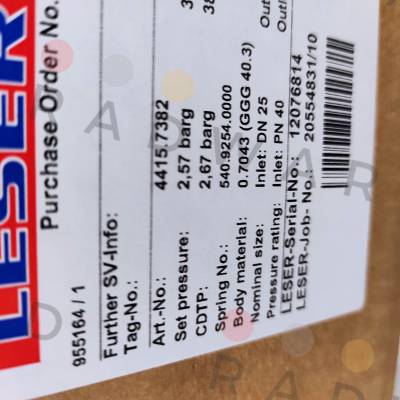 LESER
Purchase Order No.
955164 / 1
Further SV-Info:
Tag-No.:
Art.-No.: 4415.7382
Set pressure: 2,57 barg
CDTP: 2,67 barg
Spring No.: 540.9254.0000
Body material: 0.7043 (GGG 40.3)
Nominal size: Inlet: DN 25
Pressure rating: Inlet: PN 40
LESER-Serial-No.: 12076814
LESER-Job- No.: 20554831/10
RADWAR